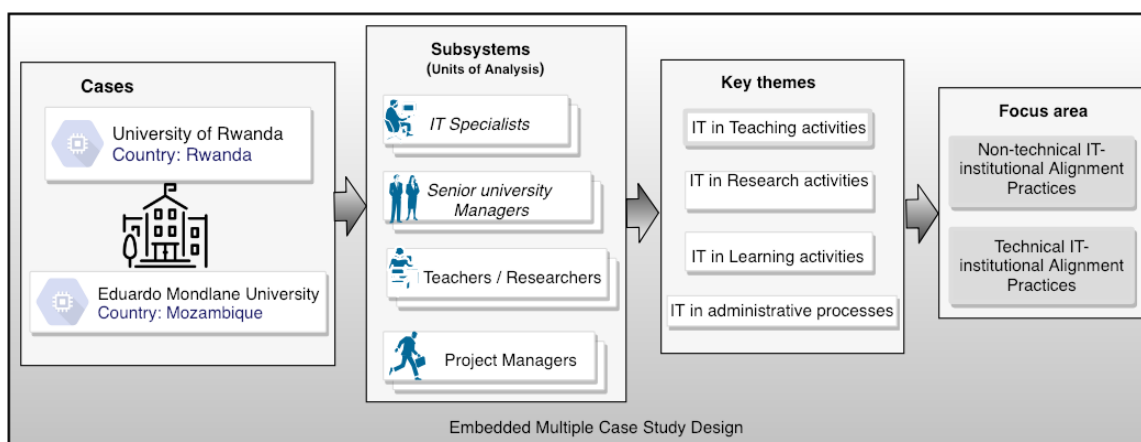 Cases
University of Rwanda
Country: Rwanda
Eduardo Mondlane University
Country: Mozambique
Subsystems
(Units of Analysis)
IT Specialists
Senior university
Managers
Teachers / Researchers
Project Managers
Key themes
IT in Teaching activities
IT in Research activities
IT in Learning activities
IT in administrative processes
Focus area
Non-technical IT-
institutional Alignment
Practices
Technical IT-
institutional Alignment
Practices
Embedded Multiple Case Study Design